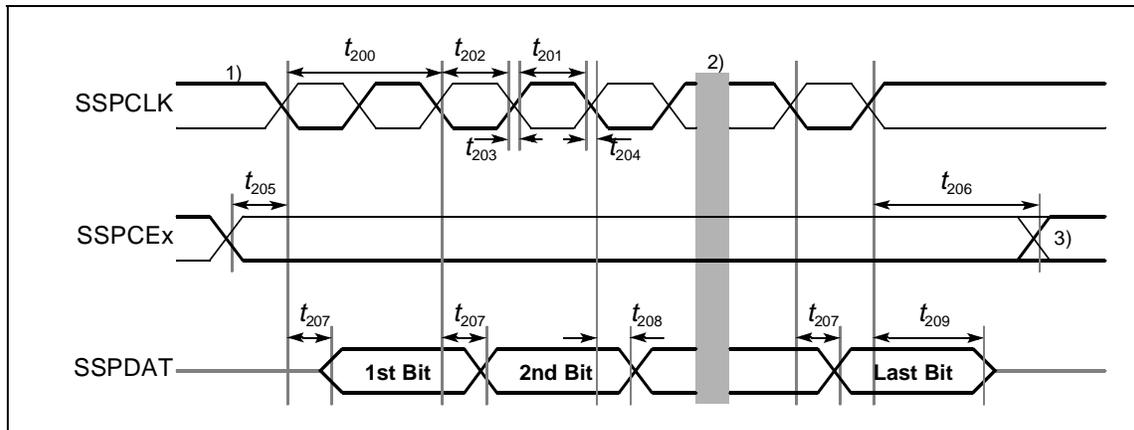 t200 t202 t201
1) 2)
SSPCLK
t203 t204
t205 t206
SSPCEx 3)
t207 t207 t208 t207 t209
SSPDAT 1st Bit 2nd Bit Last Bit